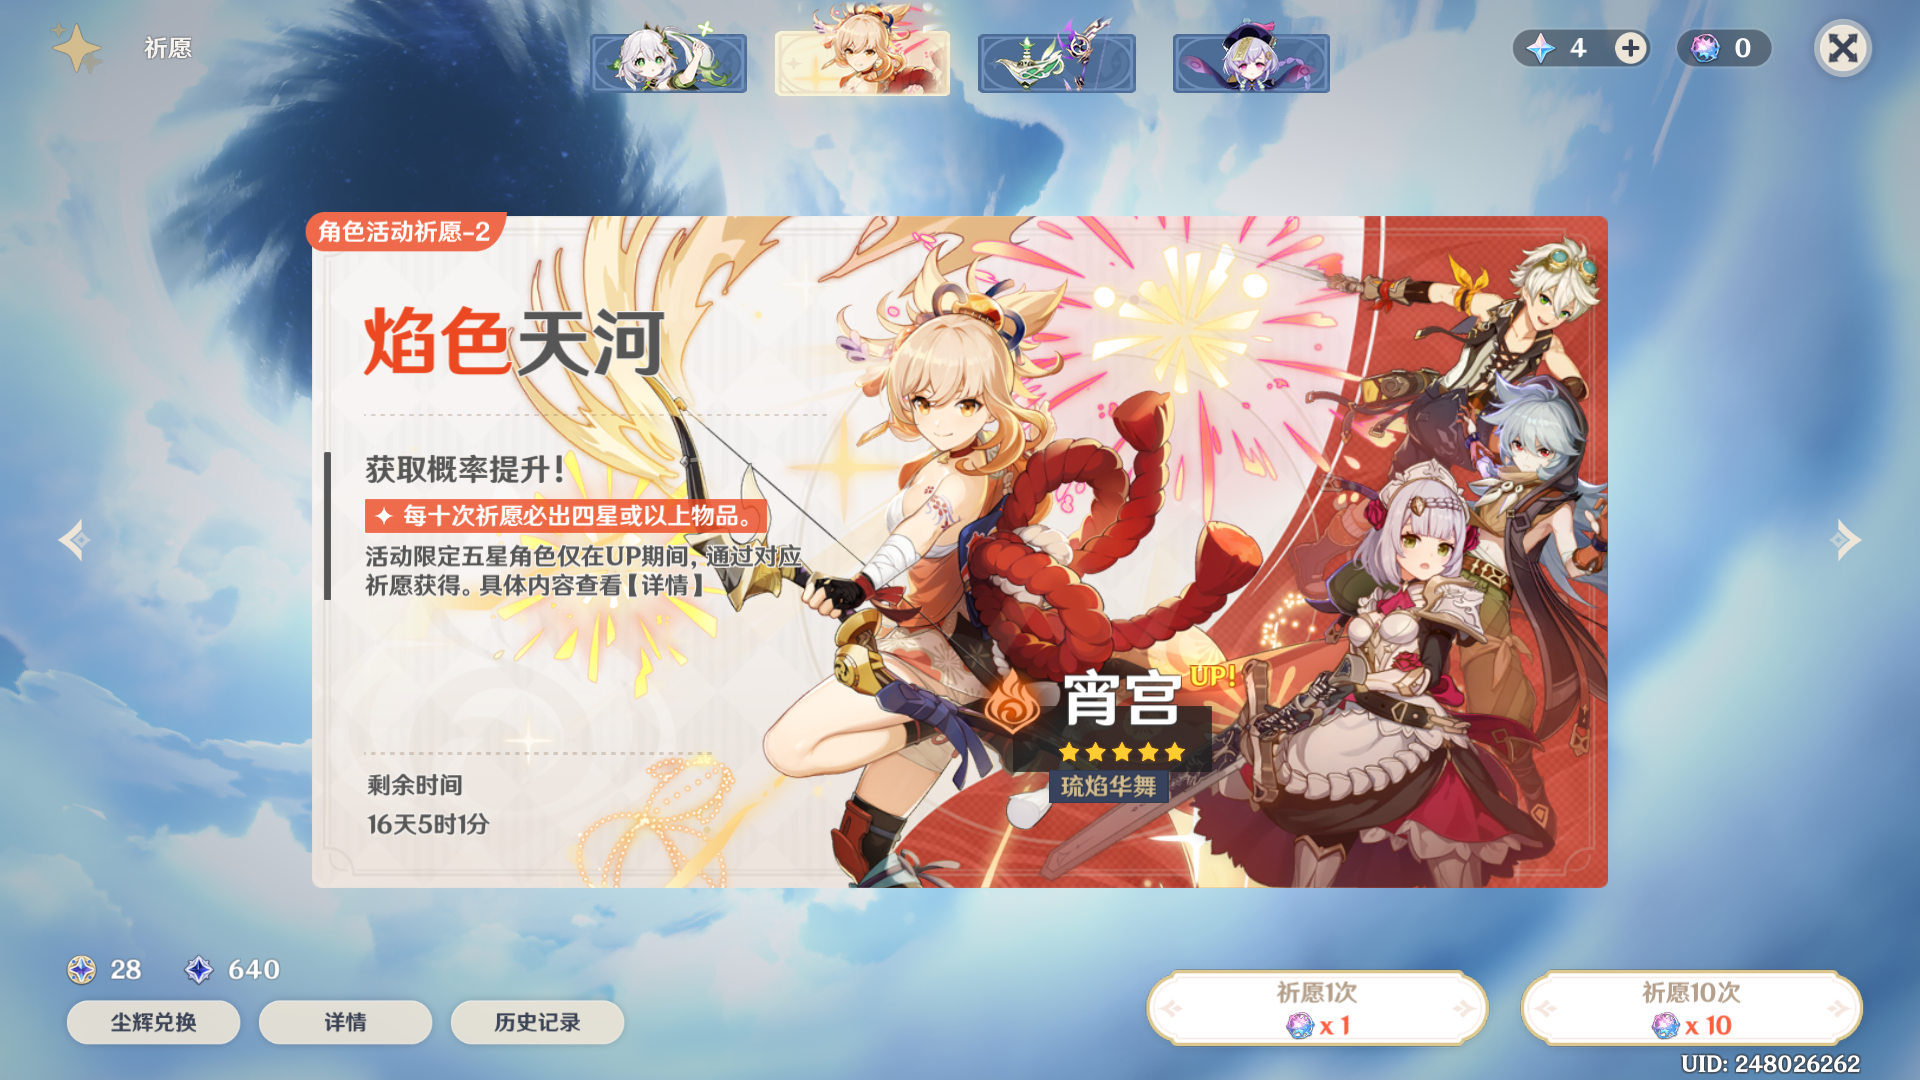 祈愿
4
0
角色活动祈愿-2
焰色天河
获取概率提升!
每十次祈愿必出四星或以上物品。
活动限定五星角色仅在UP期间,通过对应
祈愿获得。具体内容查看【详情】
宵宫 UP!
琉焰华舞
剩余时间
16天5时1分
28
640
尘辉兑换
详情
历史记录
祈愿1次
x 1
祈愿10次
x 10
UID: 248026262